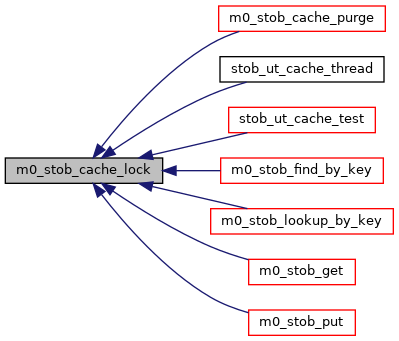 m0_stob_cache_purge
stob_ut_cache_thread
stob_ut_cache_test
m0_stob_cache_lock
m0_stob_find_by_key
m0_stob_lookup_by_key
m0_stob_get
m0_stob_put